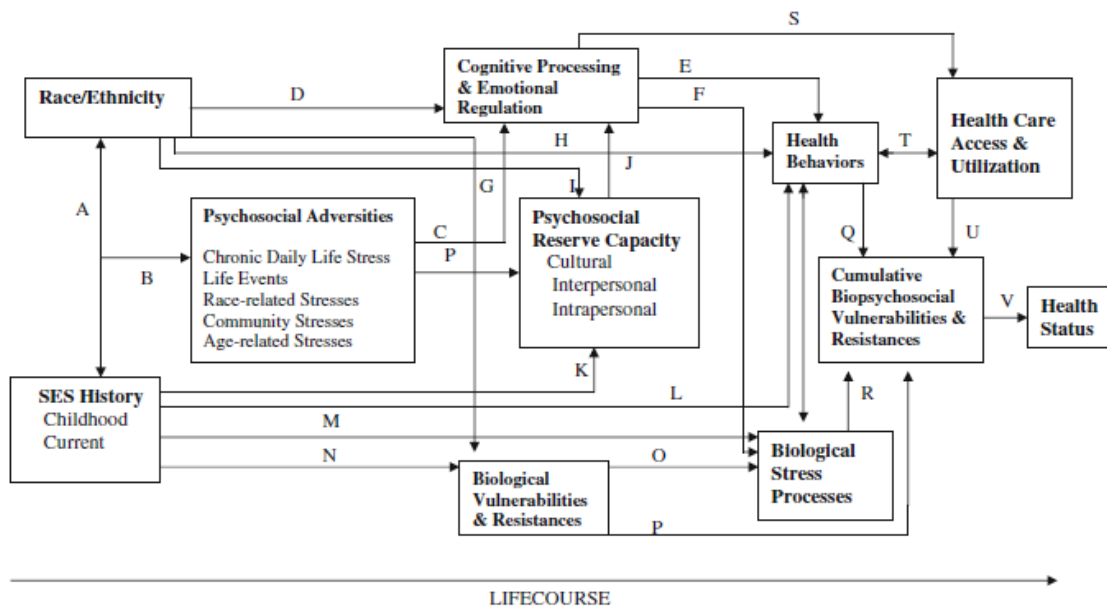 S
Race/Ethnicity
D
Cognitive Processing
& Emotional
Regulation
E
F
Health Care
Access &
Utilization
Health
Behaviors
T
H
A
G
I
J
Psychosocial Adversities
Chronic Daily Life Stress
Life Events
Race-related Stresses
Community Stresses
Age-related Stresses
B
C
P
Psychosocial
Reserve Capacity
Cultural
Interpersonal
Intrapersonal
Q
U
Cumulative
Biopsychosocial
Vulnerabilities &
Resistances
V
Health
Status
SES History
Childhood
Current
K
L
M
N
R
Biological
Vulnerabilities
& Resistances
O
P
Biological
Stress
Processes
LIFECOURSE